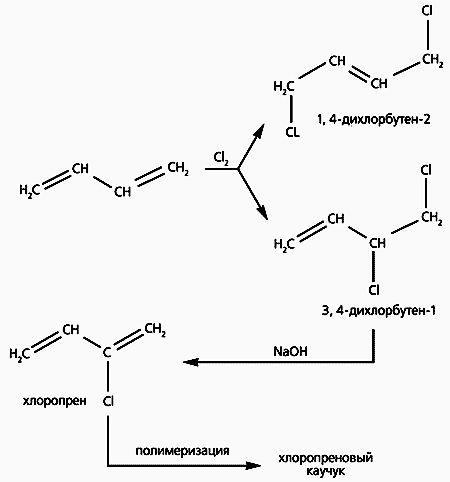 Cl
CH
H₂C
CH
CH₂
CL
1, 4-дихлорбутен-2
H₂C
CH
CH
CH₂
Cl₂
Cl
H₂C
CH
CH
CH₂
Cl
3, 4-дихлорбутен-1
NaOH
H₂C
CH
C
CH₂
хлоропрен
Cl
полимеризация
хлоропреновый
каучук